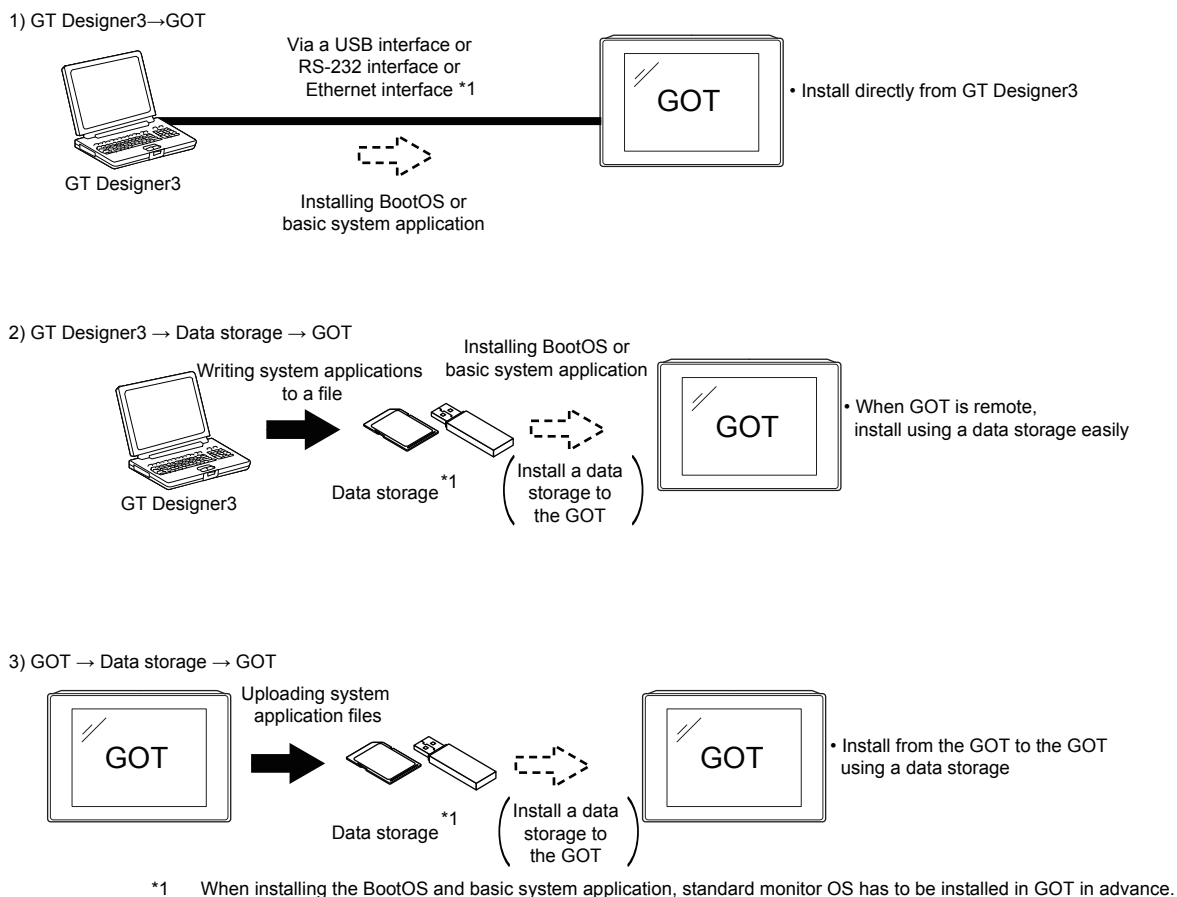 1) GT Designer3→GOT
Via a USB interface or
RS-232 interface or
Ethernet interface *1
GOT
• Install directly from GT Designer3
GT Designer3
Installing BootOS or
basic system application
2) GT Designer3 → Data storage → GOT
Installing BootOS or
basic system application
Writing system applications
to a file
GOT
• When GOT is remote,
install using a data storage easily
GT Designer3
Data storage *1
Install a data
storage to
the GOT
3) GOT → Data storage → GOT
Uploading system
application files
GOT
GOT
• Install from the GOT to the GOT
using a data storage
Data storage *1
Install a data
storage to
the GOT
*1 When installing the BootOS and basic system application, standard monitor OS has to be installed in GOT in advance.